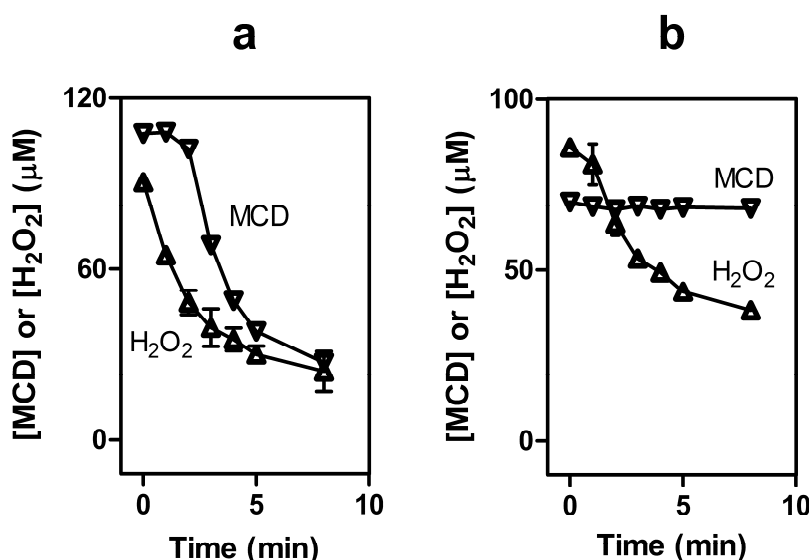 a
120
60
0
[MCD] or [H₂O₂] (μM)
MCD
H₂O₂
0
5
10
Time (min)
b
100
50
0
[MCD] or [H₂O₂] (μM)
MCD
H₂O₂
0
5
10
Time (min)